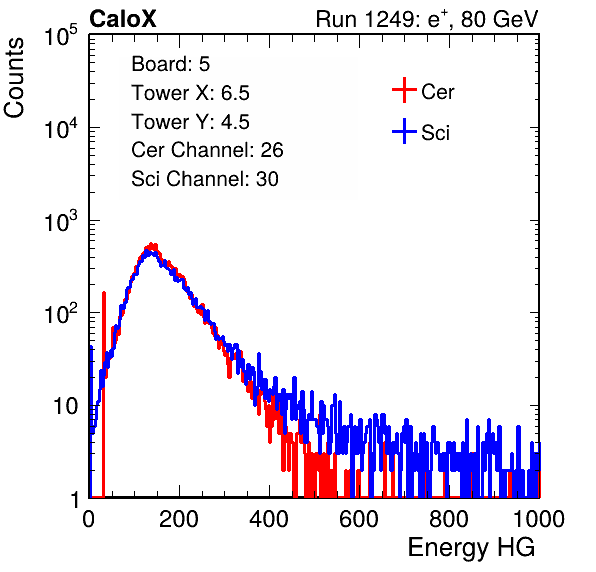 CaloX Run 1249: e⁺, 80 GeV
Counts
Board: 5
Tower X: 6.5
Tower Y: 4.5
Cer Channel: 26
Sci Channel: 30
Cer
Sci
10⁵
10⁴
10³
10²
10
1
0 200 400 600 800 1000
Energy HG